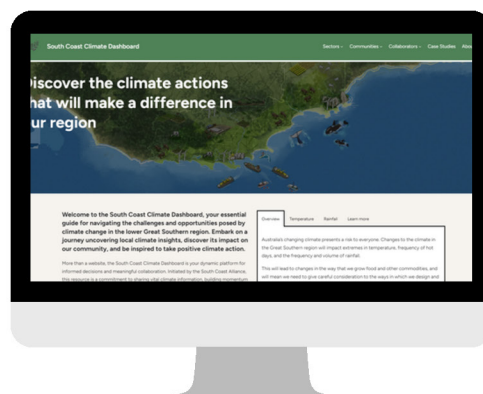 South Coast Climate Dashboard
Sectors
Communities
Collaborators
Case Studies
Abou
iscover the climate actions
hat will make a difference in
ur region
Welcome to the South Coast Climate Dashboard, your essential
guide for navigating the challenges and opportunities posed by
climate change in the lower Great Southern region. Embark on a
journey uncovering local climate insights, discover its impact on
our community, and be inspired to take positive climate action.
More than a website, the South Coast Climate Dashboard is your dynamic platform for
informed decisions and meaningful collaboration. Initiated by the South Coast Alliance,
this resource is a commitment to sharing vital climate information, building momentum
Overview
Temperature
Rainfall
Learn more
Australia's changing climate presents a risk to everyone. Changes to the climate in
the Great Southern region will impact extremes in temperature, frequency of hot
days, and the frequency and volume of rainfall.
This will lead to changes in the way that we grow food and other commodities, and
will mean we need to give careful consideration to the ways in which we design and